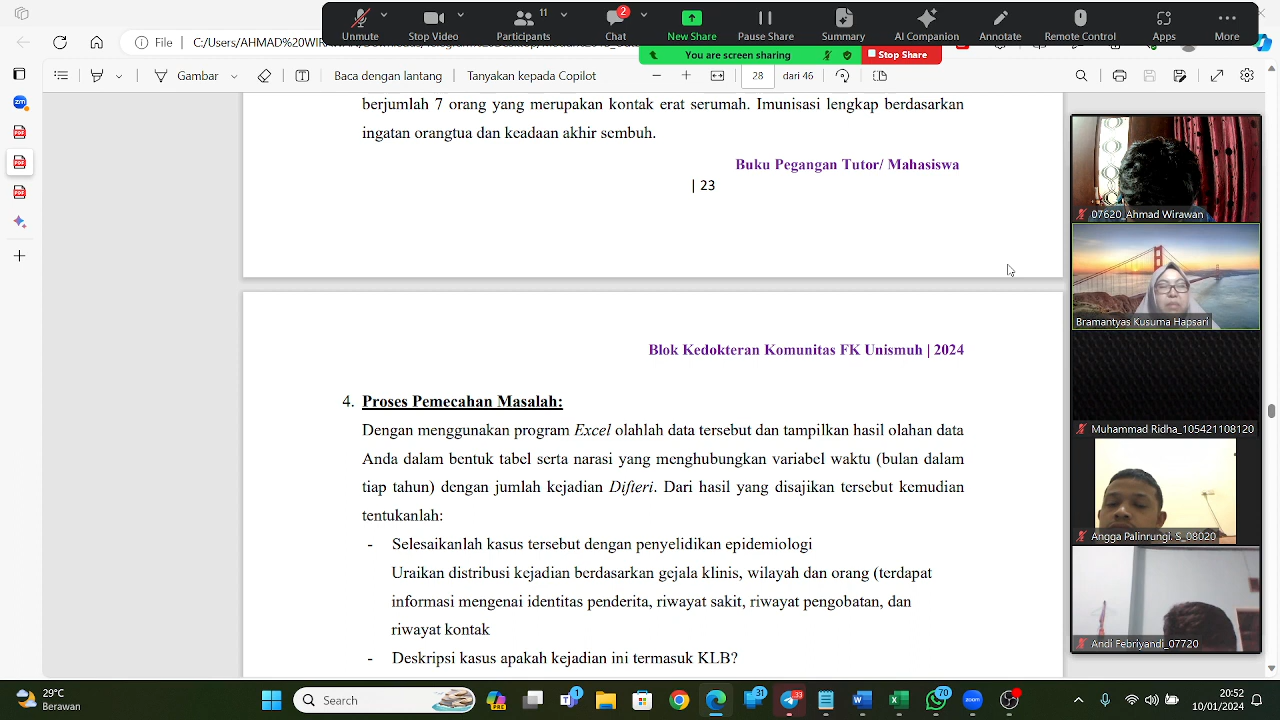 Unmute
Stop Video
Participants
11
Chat
2
New Share
Pause Share
Summary
AI Companion
Annotate
Remote Control
Apps
More
You are screen sharing
Stop Share
File
Gambar
Baca dengan lantang
Tanyakan kepada Copilot
28
dari 46
berjumlah 7 orang yang merupakan kontak erat serumah. Imunisasi lengkap berdasarkan
ingatan orangtua dan keadaan akhir sembuh.
Buku Pegangan Tutor/ Mahasiswa
| 23
Blok Kedokteran Komunitas FK Unismuh | 2024
4. Proses Pemecahan Masalah:
Dengan menggunakan program Excel olahlah data tersebut dan tampilkan hasil olahan data
Anda dalam bentuk tabel serta narasi yang menghubungkan variabel waktu (bulan dalam
tiap tahun) dengan jumlah kejadian Difteri. Dari hasil yang disajikan tersebut kemudian
tentukanlah:
- Selesaikanlah kasus tersebut dengan penyelidikan epidemiologi
Uraikan distribusi kejadian berdasarkan gejala klinis, wilayah dan orang (terdapat
informasi mengenai identitas penderita, riwayat sakit, riwayat pengobatan, dan
riwayat kontak
- Deskripsi kasus apakah kejadian ini termasuk KLB?
07620_Ahmad Wirawan
Bramantyas Kusuma Hapsari
Muhammad Ridha_105421108120
Angga Palinrungi. S_08020
Andi Febriyandi_07720
29°C
Berawan
Search
PRE
1
31
33
70
zoom
20:52
10/01/2024